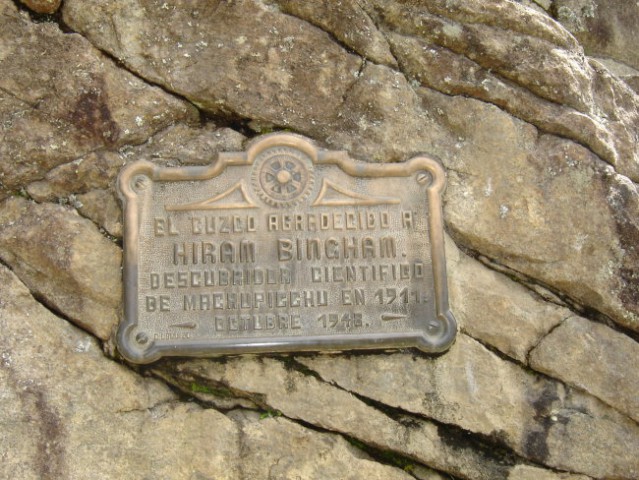 EL CUZCO AGRADECIDO A
HIRAM BINGHAM.
DESCUBRIDOR CIENTIFICO
DE MACHUPICCHU EN 1911.
OCTUBRE 1948.